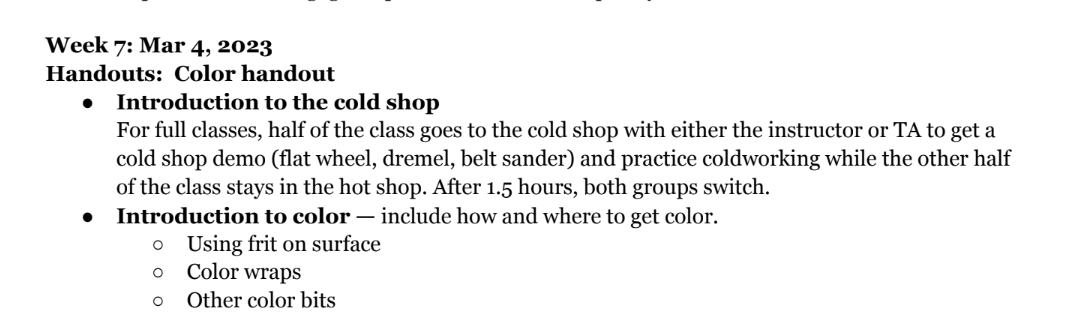 Week 7: Mar 4, 2023
Handouts:  Color handout
● Introduction to the cold shop
For full classes, half of the class goes to the cold shop with either the instructor or TA to get a
cold shop demo (flat wheel, dremel, belt sander) and practice coldworking while the other half
of the class stays in the hot shop. After 1.5 hours, both groups switch.
● Introduction to color — include how and where to get color.
○ Using frit on surface
○ Color wraps
○ Other color bits